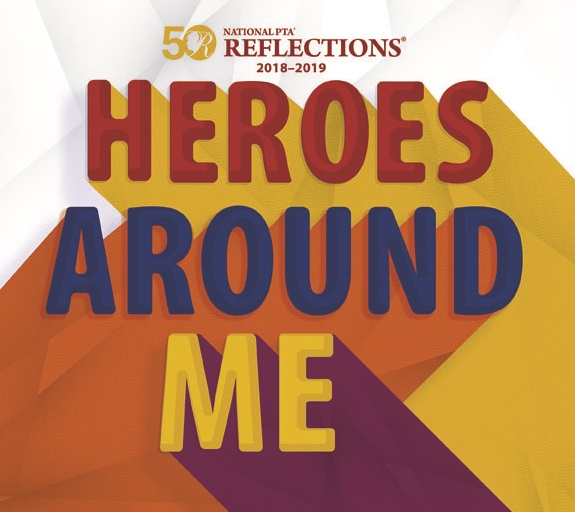 50 NATIONAL PTA®
REFLECTIONS®
2018–2019
HEROES
AROUND
ME